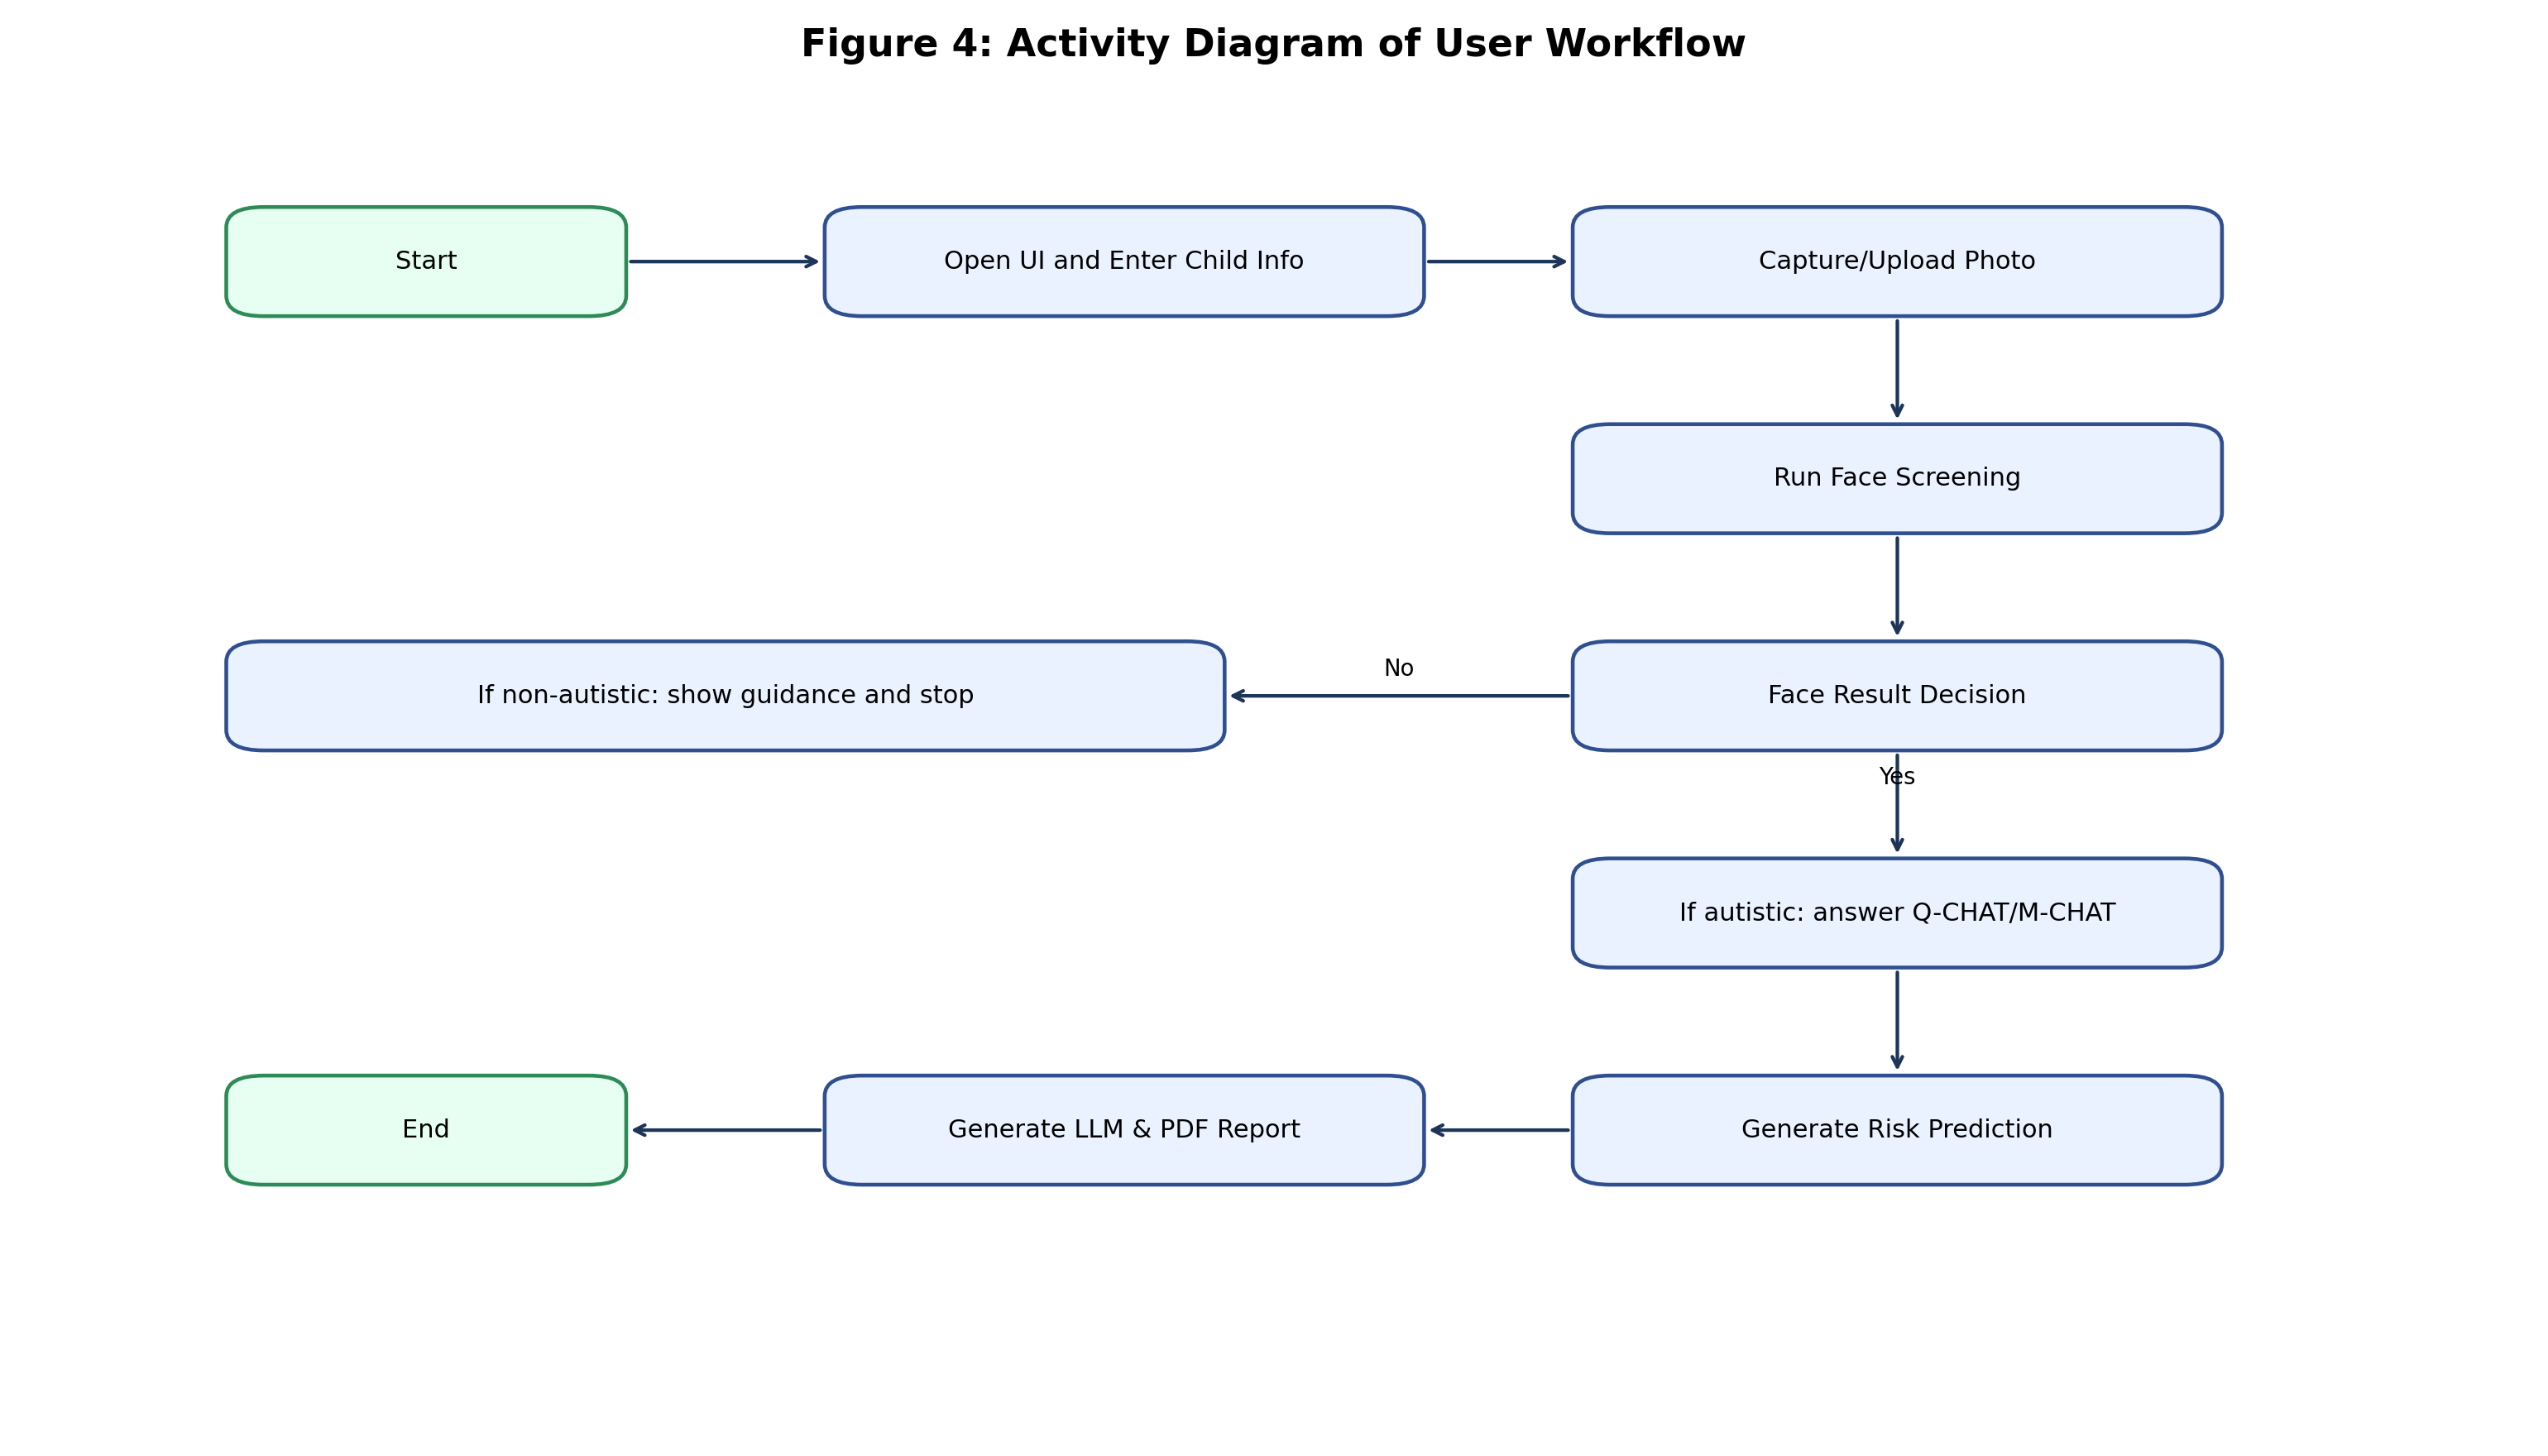 Figure 4: Activity Diagram of User Workflow
Start
Open UI and Enter Child Info
Capture/Upload Photo
Run Face Screening
If non-autistic: show guidance and stop
No
Face Result Decision
Yes
If autistic: answer Q-CHAT/M-CHAT
End
Generate LLM & PDF Report
Generate Risk Prediction